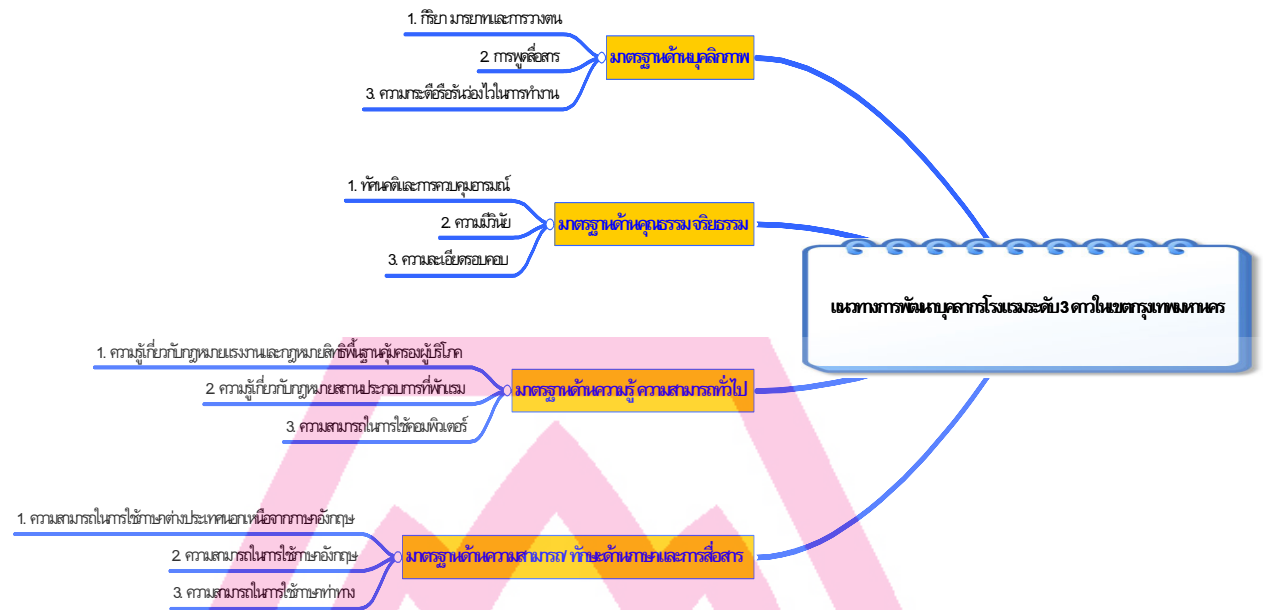 1. กิริยา มารยาทและการวางตน
2. การพูดสื่อสาร
3. ความกระตือรือร้นว่องไวในการทำงาน
มาตรฐานด้านบุคลิกภาพ
1. ทัศนคติและการควบคุมอารมณ์
2. ความมีวินัย
3. ความละเอียดรอบคอบ
มาตรฐานด้านคุณธรรม จริยธรรม
แนวทางการพัฒนาบุคลากรโรงแรมระดับ 3 ดาวในเขตกรุงเทพมหานคร
1. ความรู้เกี่ยวกับกฎหมายแรงงานและกฎหมายสิทธิพื้นฐานคุ้มครองผู้บริโภค
2. ความรู้เกี่ยวกับกฎหมายสถานประกอบการที่พักแรม
3. ความสามารถในการใช้คอมพิวเตอร์
มาตรฐานด้านความรู้ ความสามารถทั่วไป
1. ความสามารถในการใช้ภาษาต่างประเทศนอกเหนือจากภาษาอังกฤษ
2. ความสามารถในการใช้ภาษาอังกฤษ
3. ความสามารถในการใช้ภาษาท่าทาง
มาตรฐานด้านความสามารถ/ ทักษะด้านภาษาและการสื่อสาร